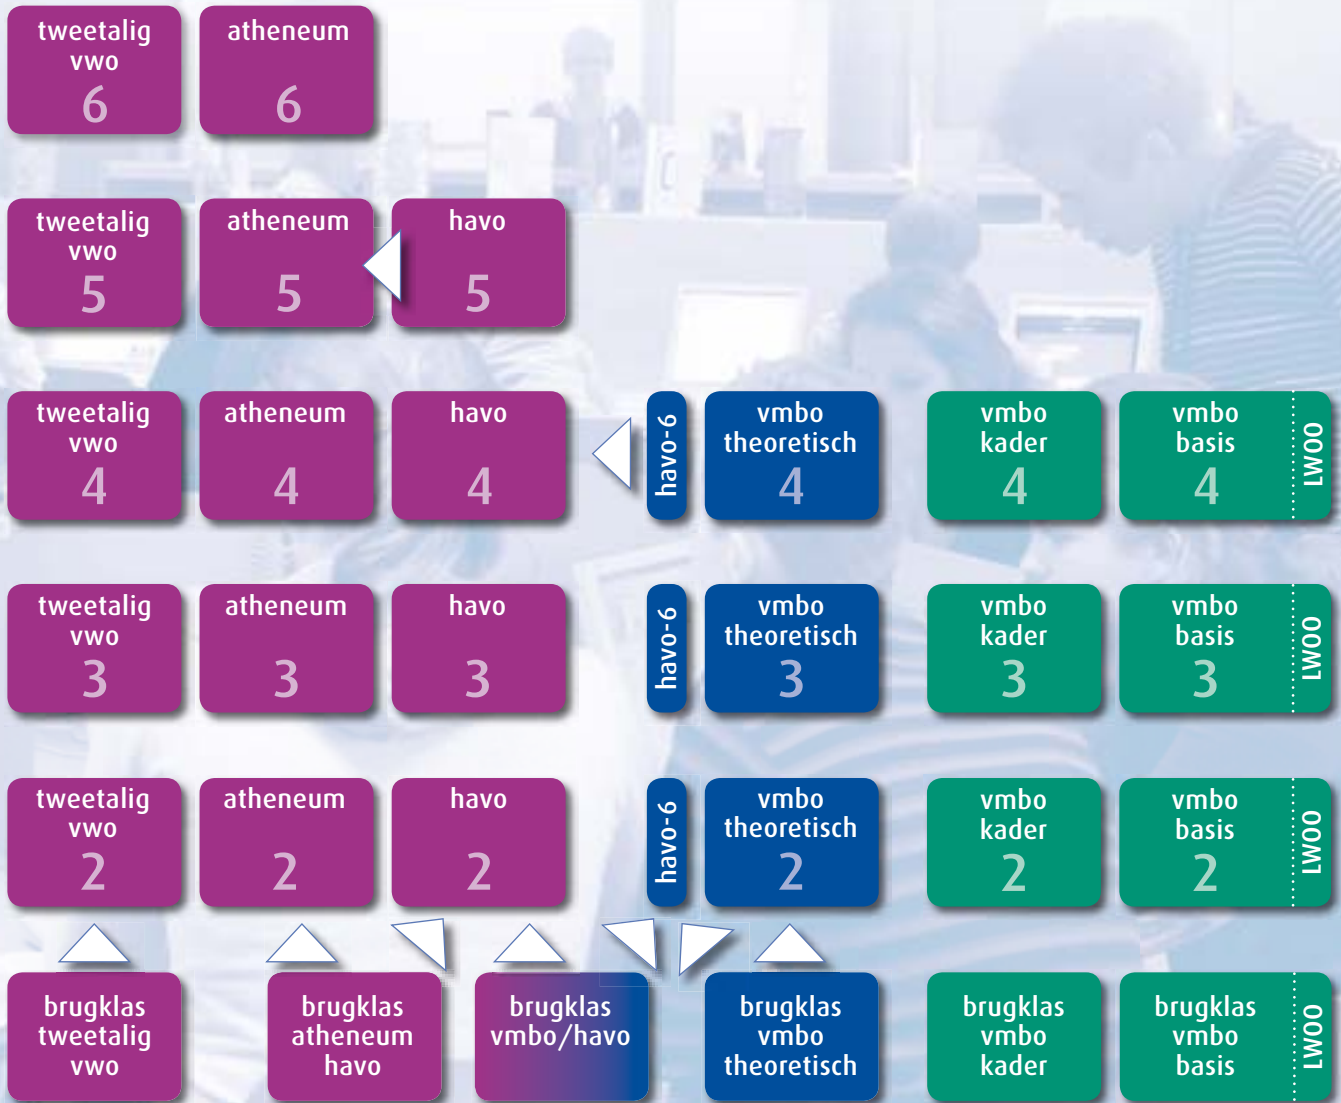 tweetalig
vwo
6
atheneum
6
tweetalig
vwo
5
atheneum
5
havo
5
tweetalig
vwo
4
atheneum
4
havo
4
havo-6
vmbo
theoretisch
4
vmbo
kader
4
vmbo
basis
4
LWOO
tweetalig
vwo
3
atheneum
3
havo
3
havo-6
vmbo
theoretisch
3
vmbo
kader
3
vmbo
basis
3
LWOO
tweetalig
vwo
2
atheneum
2
havo
2
havo-6
vmbo
theoretisch
2
vmbo
kader
2
vmbo
basis
2
LWOO
brugklas
tweetalig
vwo
brugklas
atheneum
havo
brugklas
vmbo/havo
brugklas
vmbo
theoretisch
brugklas
vmbo
kader
brugklas
vmbo
basis
LWOO